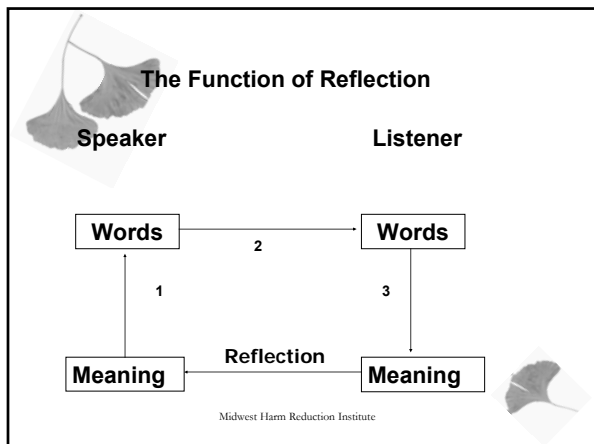 The Function of Reflection
Speaker Listener
Words Words
2
1 3
Reflection
Meaning Meaning
Midwest Harm Reduction Institute